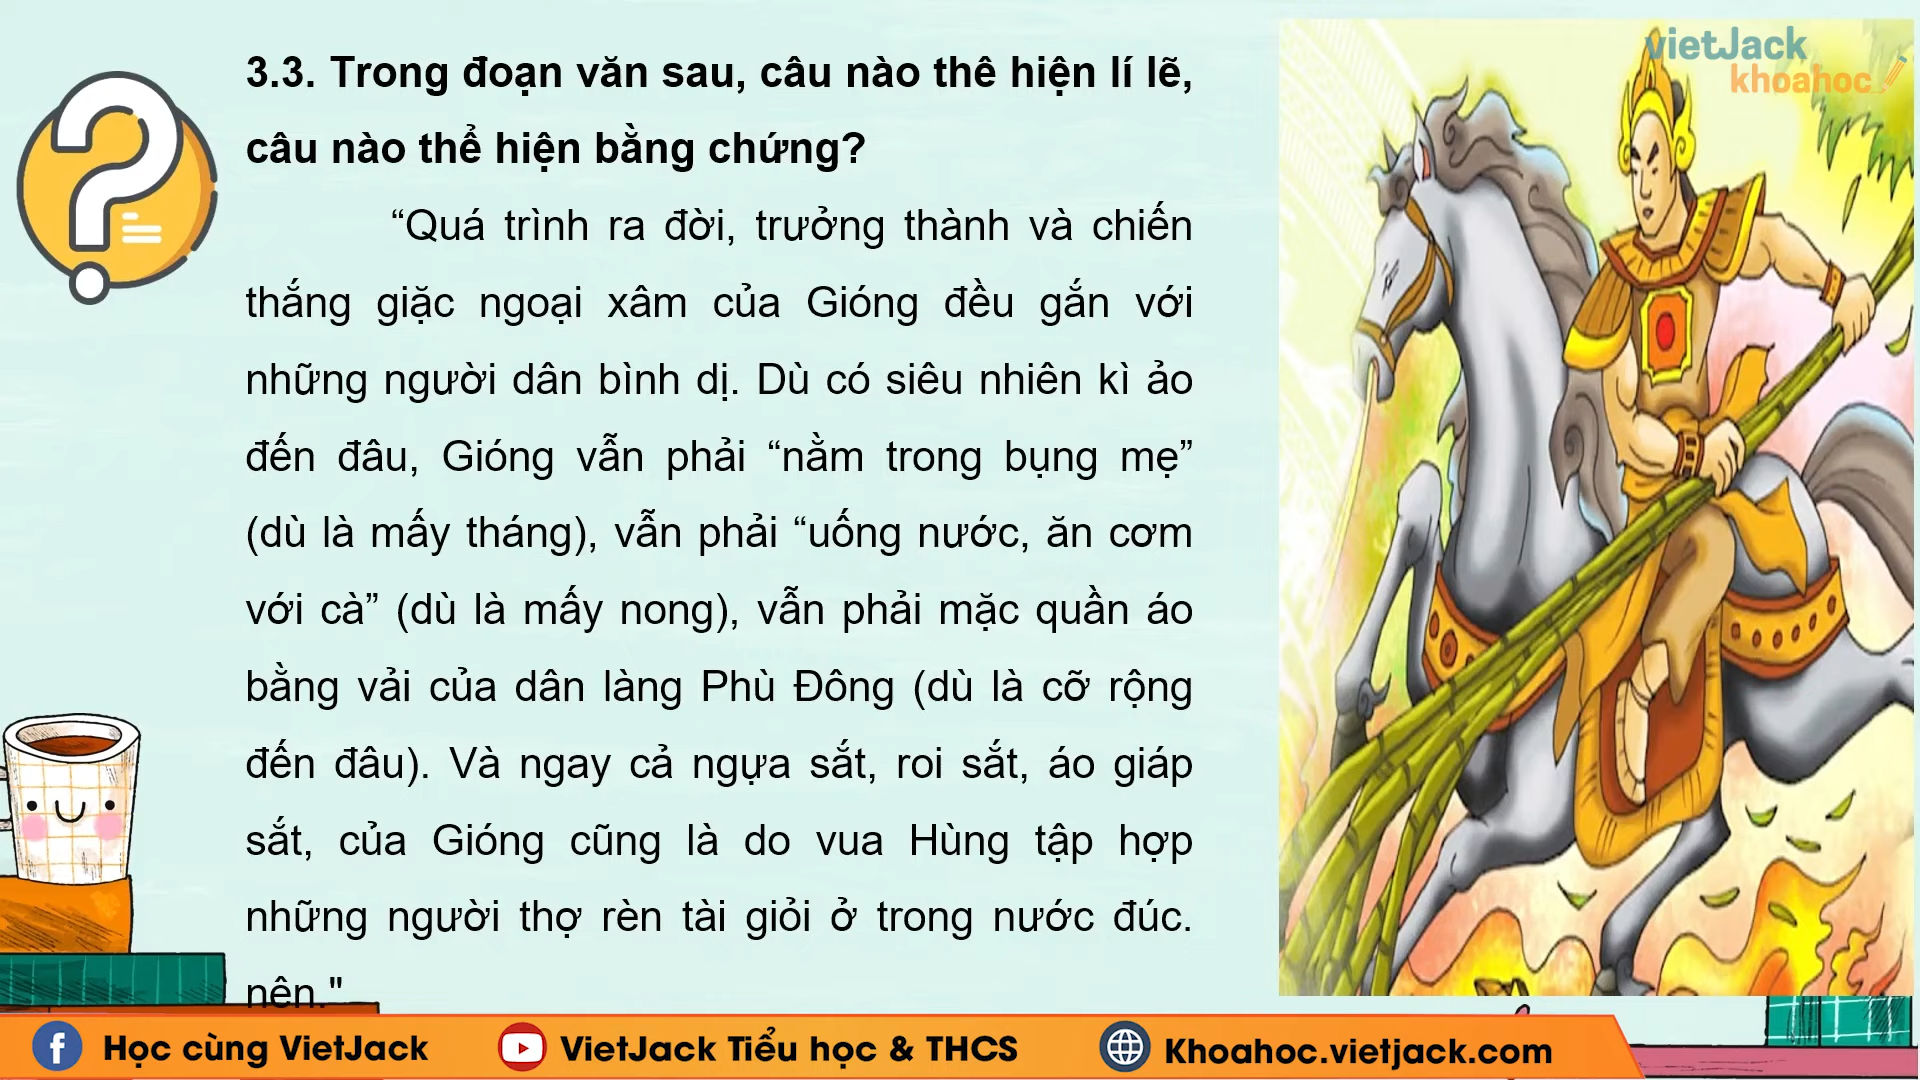 vietJack
khoahoc
3.3. Trong đoạn văn sau, câu nào thê hiện lí lẽ,
câu nào thể hiện bằng chứng?
“Quá trình ra đời, trưởng thành và chiến
thắng giặc ngoại xâm của Gióng đều gắn với
những người dân bình dị. Dù có siêu nhiên kì ảo
đến đâu, Gióng vẫn phải “nằm trong bụng mẹ”
(dù là mấy tháng), vẫn phải “uống nước, ăn cơm
với cà” (dù là mấy nong), vẫn phải mặc quần áo
bằng vải của dân làng Phù Đông (dù là cỡ rộng
đến đâu). Và ngay cả ngựa sắt, roi sắt, áo giáp
sắt, của Gióng cũng là do vua Hùng tập hợp
những người thợ rèn tài giỏi ở trong nước đúc.
nên."
Học cùng VietJack
VietJack Tiểu học & THCS
Khoahoc.vietjack.com